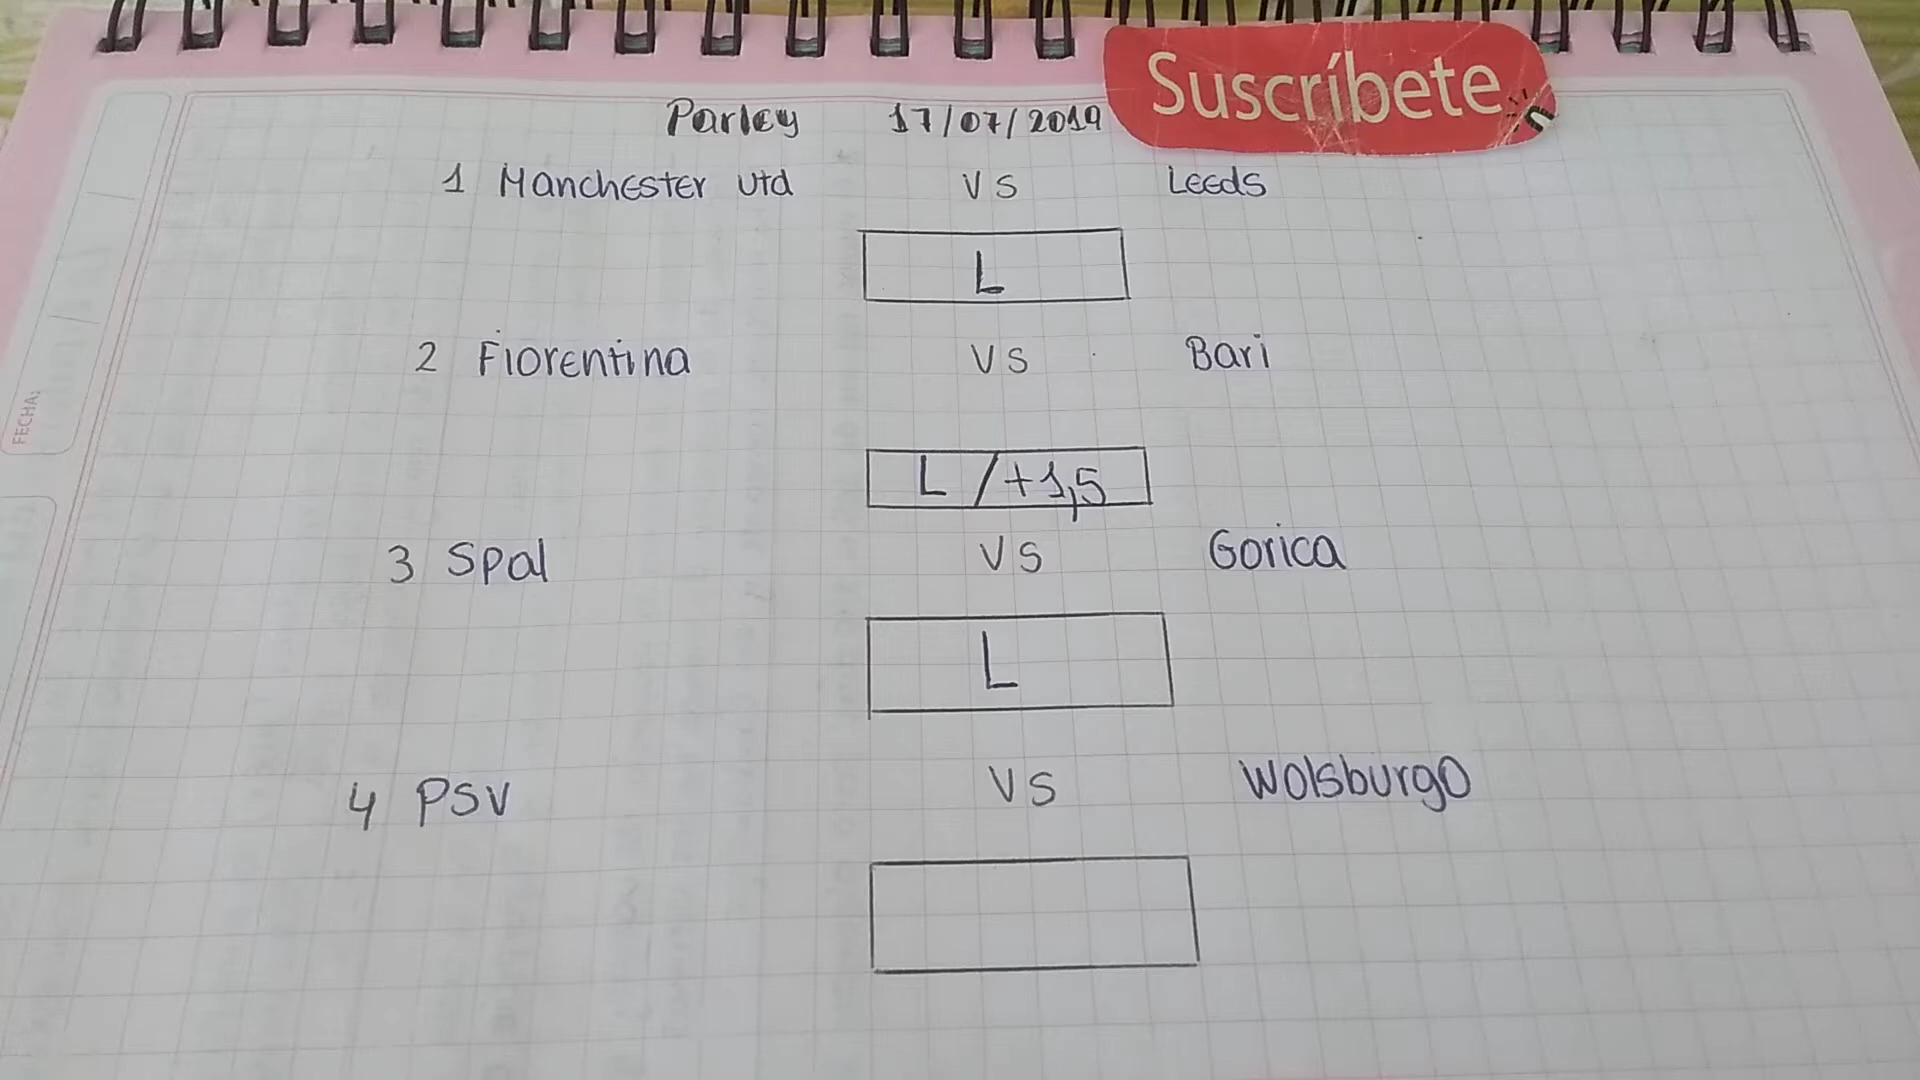 Suscríbete
Parley 17/07/2019
1 Manchester Utd VS Leeds
L
2 Fiorentina VS Bari
L/+1,5
3 Spal VS Gorica
L
4 PSV VS Wolsburgo
FECHA: